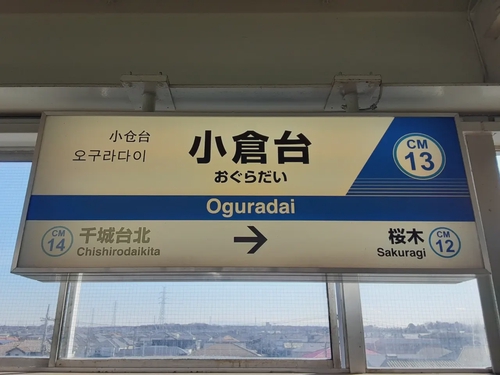 小仓台
오구라다이
小倉台
おぐらだい
CM
13
Oguradai
CM
14
千城台北
Chishirodaikita
桜木
Sakuragi
CM
12